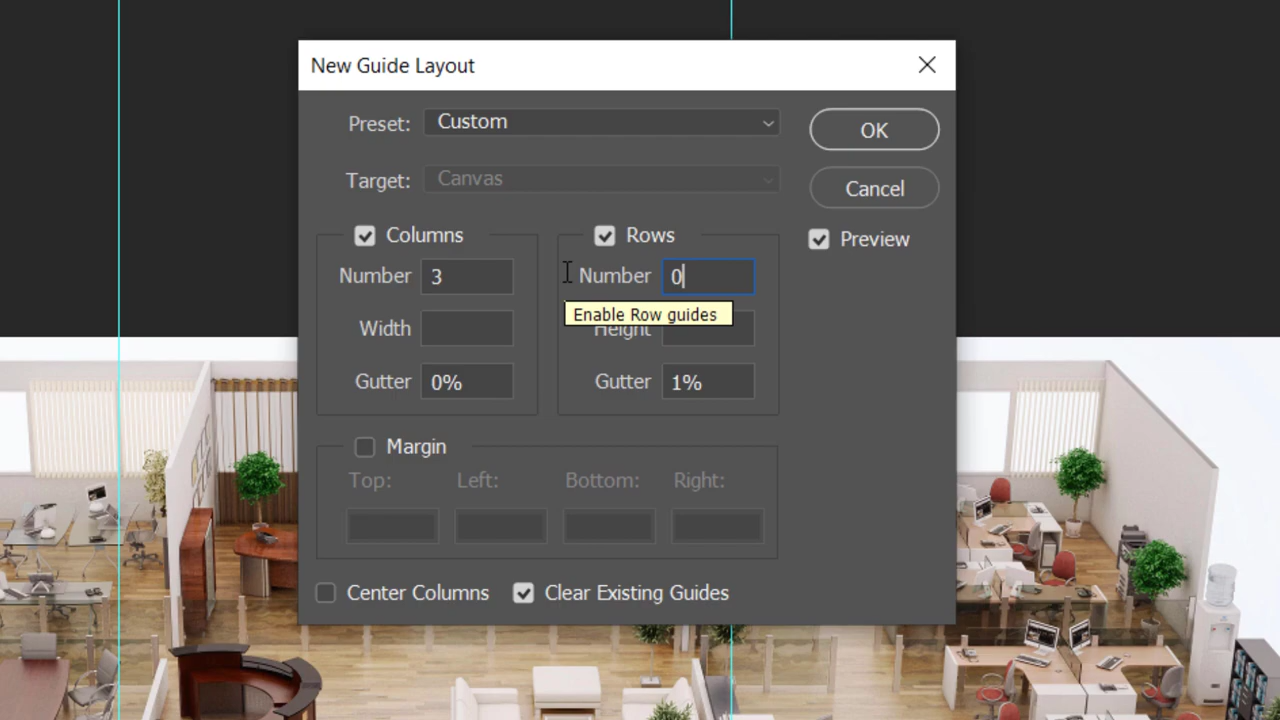 New Guide Layout
Preset: Custom
OK
Target: Canvas
Cancel
Columns
Rows
Preview
Number 3
Number 0
Enable Row guides
Width
Height
Gutter 0%
Gutter 1%
Margin
Top: Left: Bottom: Right:
Center Columns
Clear Existing Guides